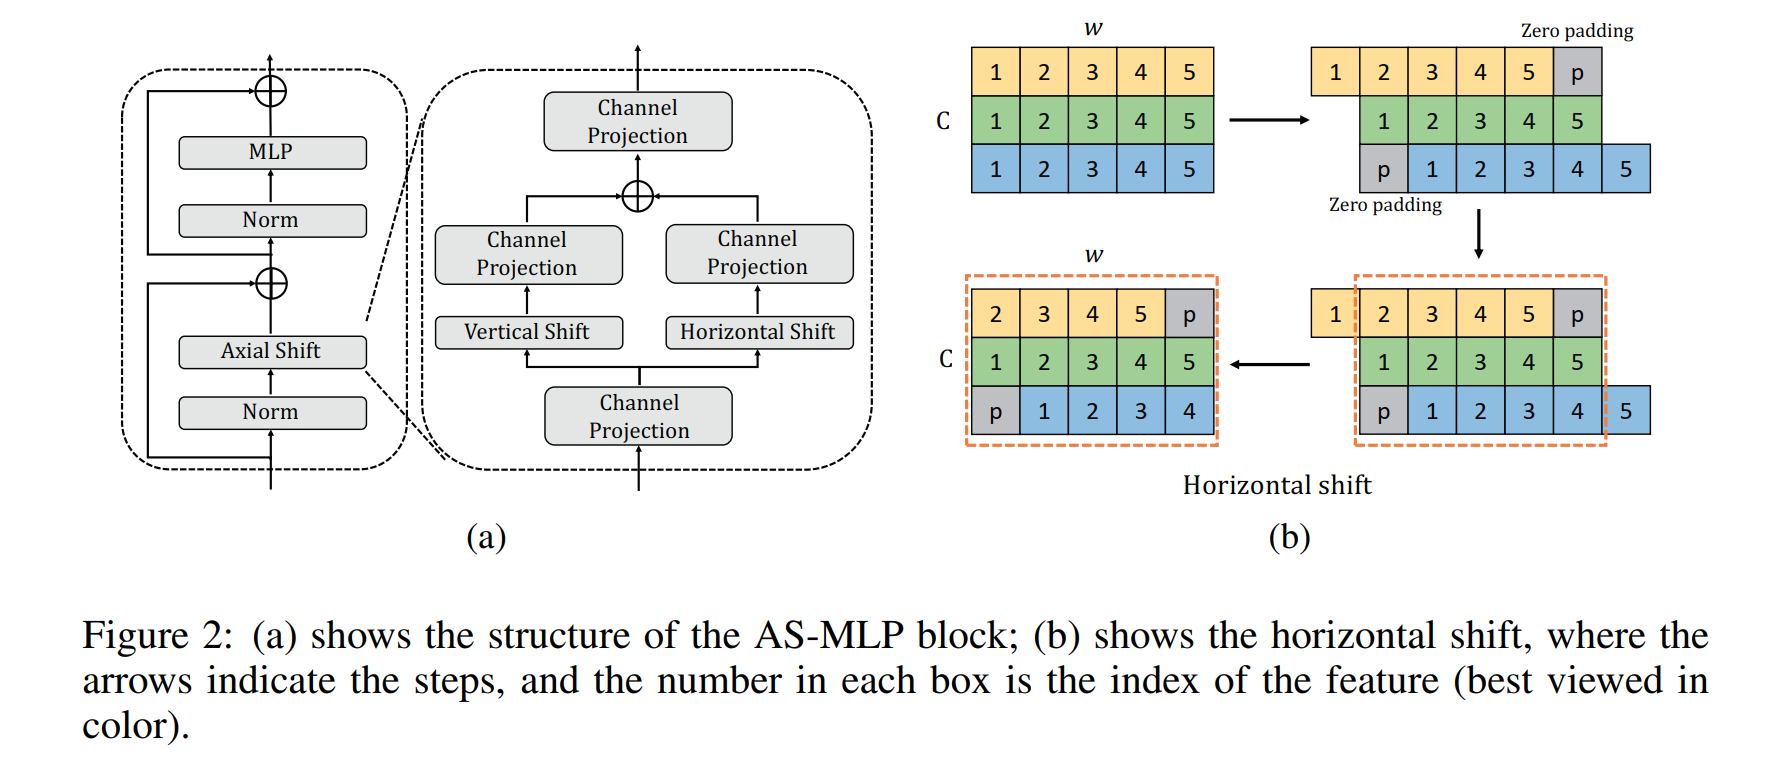 MLP
Norm
Axial Shift
Norm
Channel
Projection
Channel
Projection
Channel
Projection
Vertical Shift
Horizontal Shift
Channel
Projection
(a)
w
C
1 2 3 4 5
1 2 3 4 5
1 2 3 4 5
Zero padding
1 2 3 4 5 p
1 2 3 4 5
p 1 2 3 4 5
Zero padding
w
C
2 3 4 5 p
1 2 3 4 5
p 1 2 3 4
1 2 3 4 5 p
1 2 3 4 5
p 1 2 3 4 5
Horizontal shift
(b)
Figure 2: (a) shows the structure of the AS-MLP block; (b) shows the horizontal shift, where the
arrows indicate the steps, and the number in each box is the index of the feature (best viewed in
color).